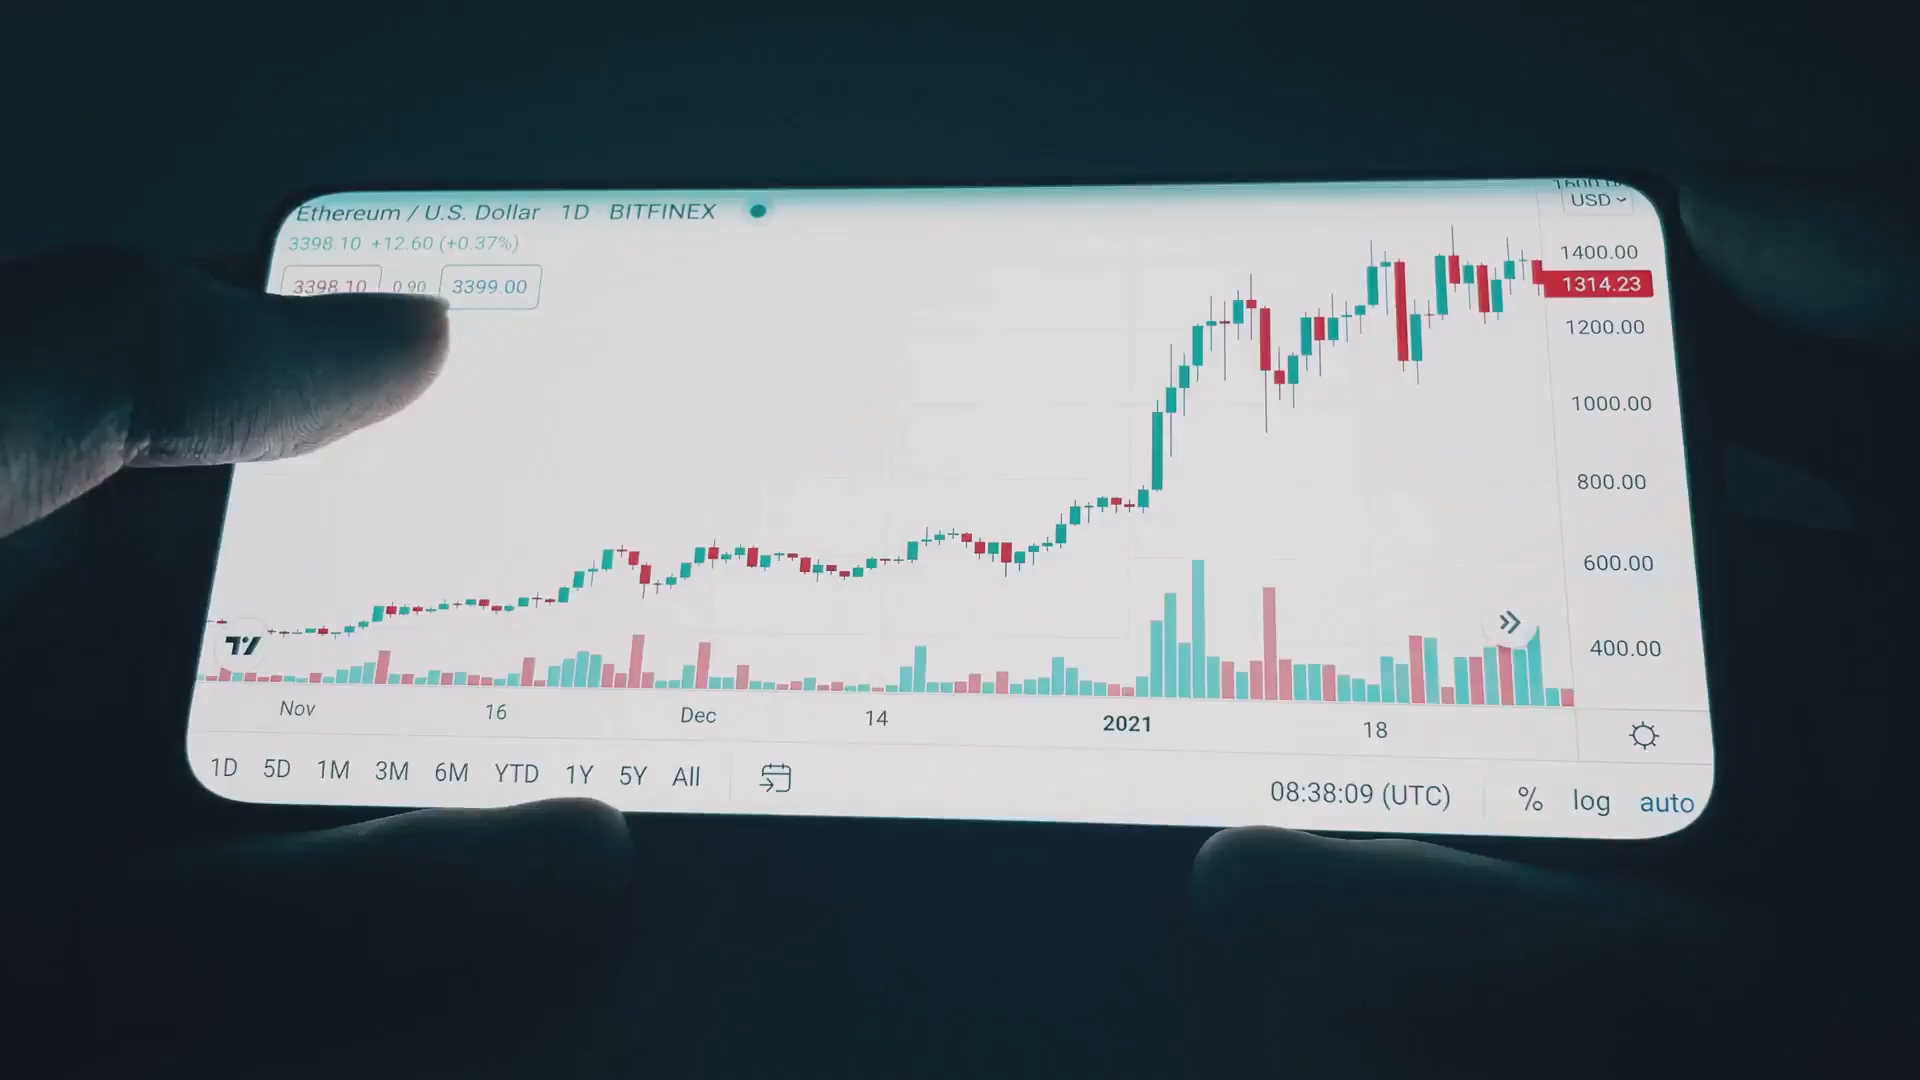 Ethereum / U.S. Dollar 1D BITFINEX
3398.10 +12.60 (+0.37%)
3398.10 0.90 3399.00
USD
1400.00
1314.23
1200.00
1000.00
800.00
600.00
400.00
Nov 16 Dec 14 2021 18
1D 5D 1M 3M 6M YTD 1Y 5Y All 08:38:09 (UTC) % log auto